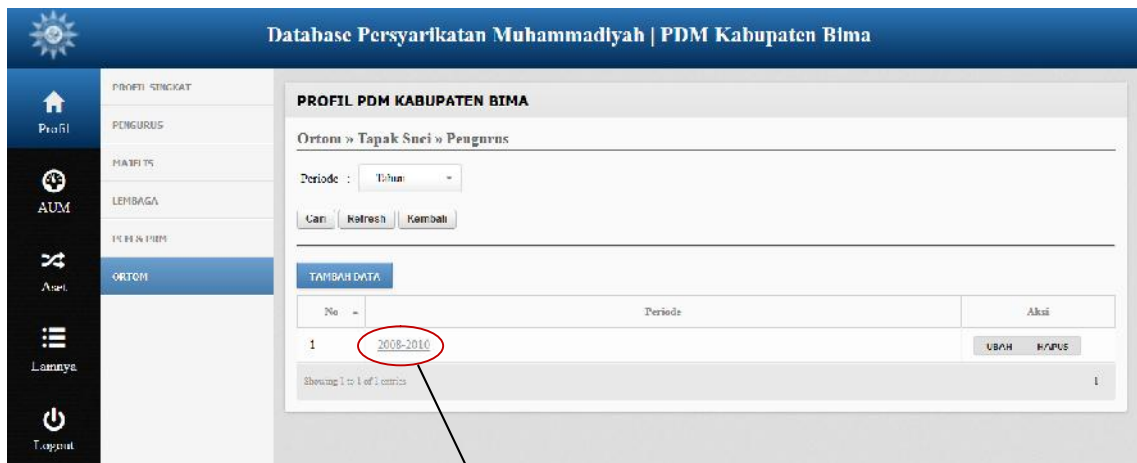 Database Persyarikatan Muhammadiyah | PDM Kabupaten Bima
Profil
AUM
Aset
Lainnya
Logout
PROFIL SINGKAT
PENGURUS
MAJELIS
LEMBAGA
PCM & PRM
ORTOM
PROFIL PDM KABUPATEN BIMA
Ortom » Tapak Suci » Pengurus
Periode : Tahun
Cari Refresh Kembali
TAMBAH DATA
No Periode Aksi
1 2008-2010 UBAH HAPUS
Showing 1 to 1 of 1 entries 1